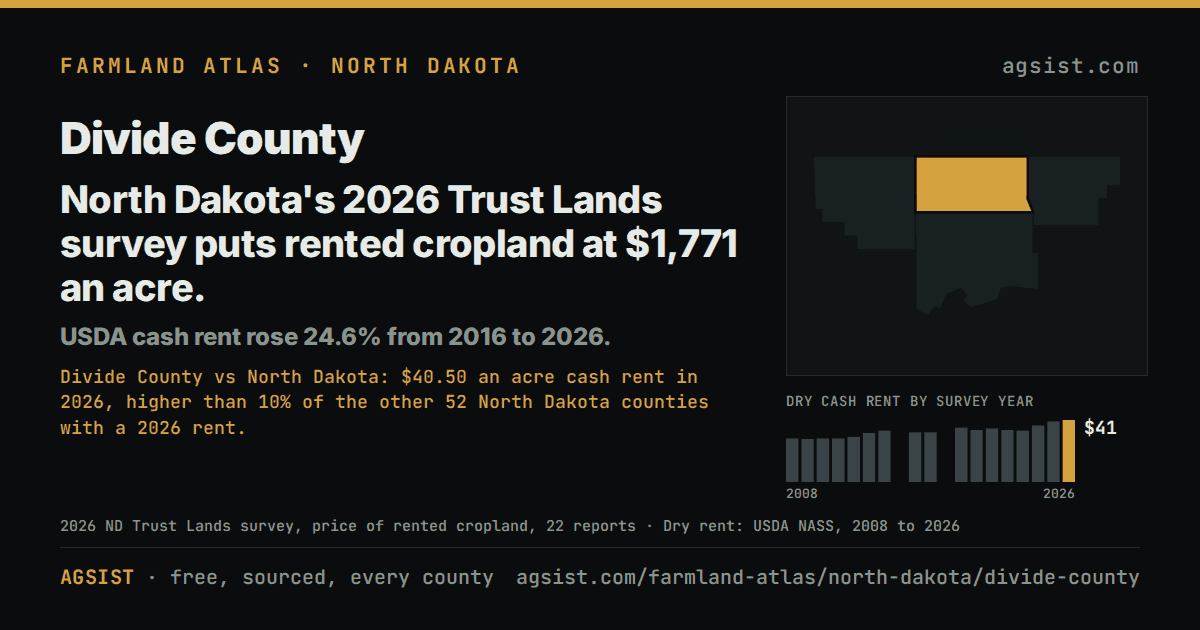 FARMLAND ATLAS · NORTH DAKOTA
agsist.com
Divide County
North Dakota's 2026 Trust Lands
survey puts rented cropland at $1,771
an acre.
USDA cash rent rose 24.6% from 2016 to 2026.
Divide County vs North Dakota: $40.50 an acre cash rent in
2026, higher than 10% of the other 52 North Dakota counties
with a 2026 rent.
DRY CASH RENT BY SURVEY YEAR
$41
2008
2026
2026 ND Trust Lands survey, price of rented cropland, 22 reports · Dry rent: USDA NASS, 2008 to 2026
AGSIST · free, sourced, every county
agsist.com/farmland-atlas/north-dakota/divide-county